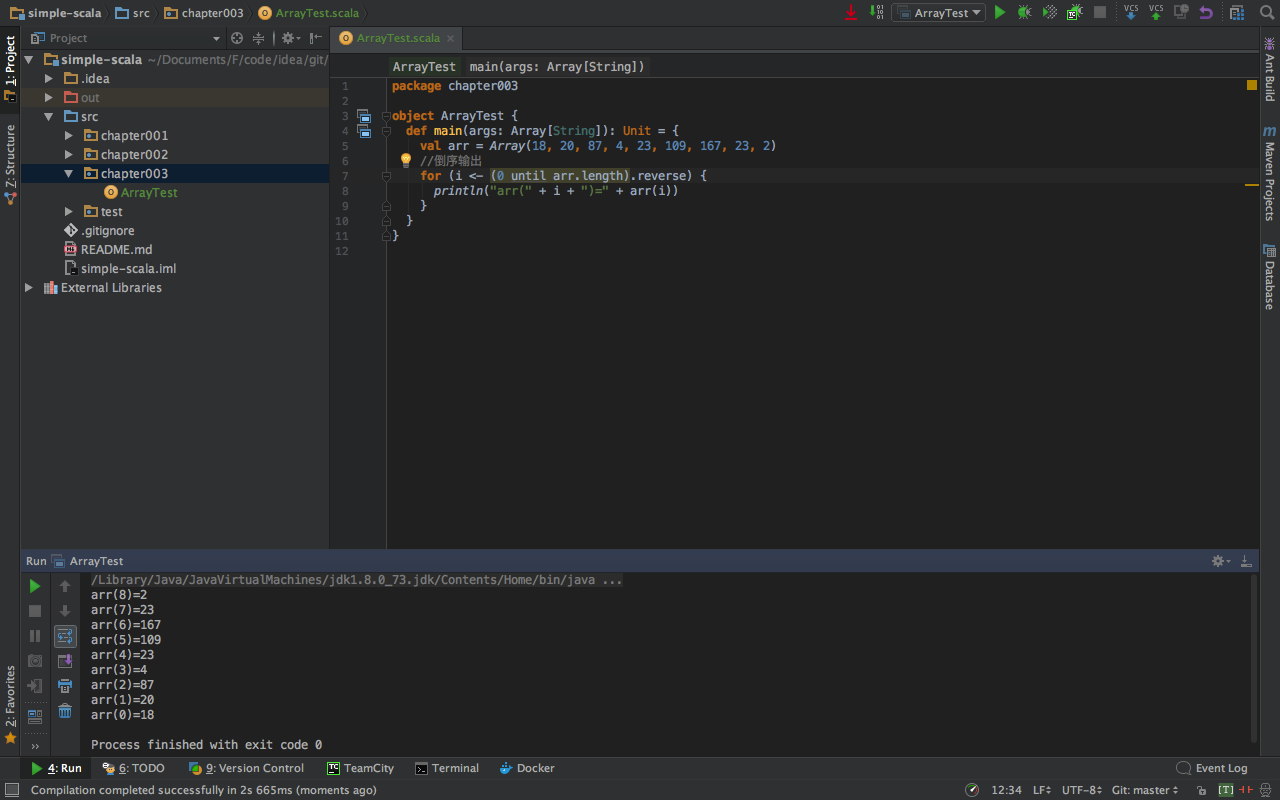 simple-scala src chapter003 ArrayTest.scala
ArrayTest
VCS VCS
1: Project
7: Structure
2: Favorites
Project
simple-scala ~/Documents/F/code/idea/git/
.idea
out
src
chapter001
chapter002
chapter003
ArrayTest
test
.gitignore
README.md
simple-scala.iml
External Libraries
ArrayTest.scala
ArrayTest main(args: Array[String])
1 package chapter003
2
3 object ArrayTest {
4 def main(args: Array[String]): Unit = {
5 val arr = Array(18, 20, 87, 4, 23, 109, 167, 23, 2)
6 //倒序输出
7 for (i <- (0 until arr.length).reverse) {
8 println("arr(" + i + ")=" + arr(i))
9 }
10 }
11 }
12
Ant Build
Maven Projects
Database
Run ArrayTest
/Library/Java/JavaVirtualMachines/jdk1.8.0_73.jdk/Contents/Home/bin/java ...
arr(8)=2
arr(7)=23
arr(6)=167
arr(5)=109
arr(4)=23
arr(3)=4
arr(2)=87
arr(1)=20
arr(0)=18
Process finished with exit code 0
4: Run 6: TODO 9: Version Control TeamCity Terminal Docker Event Log
Compilation completed successfully in 2s 665ms (moments ago) 12:34 LF UTF-8 Git: master [T]